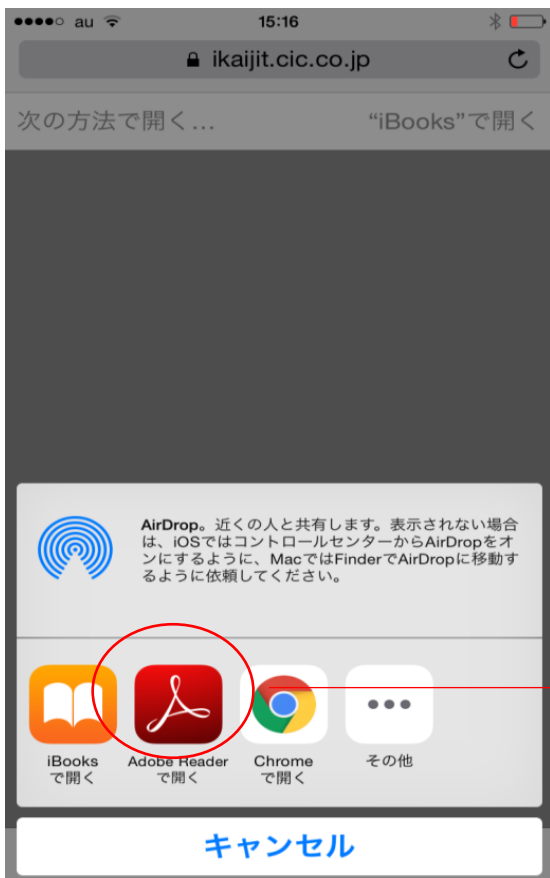 au 15:16
ikaijit.cic.co.jp
次の方法で開く... “iBooks”で開く
AirDrop。近くの人と共有します。表示されない場合
は、iOSではコントロールセンターからAirDropをオ
ンにするように、MacではFinderでAirDropに移動す
るように依頼してください。
iBooks
で開く
Adobe Reader
で開く
Chrome
で開く
その他
キャンセル